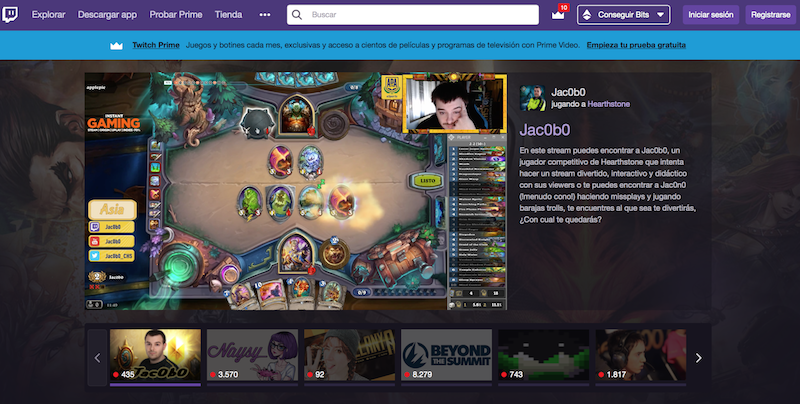 Explorar Descargar app Probar Prime Tienda ••• Buscar 10 Conseguir Bits Iniciar sesión Registrarse
Twitch Prime Juegos y botines cada mes, exclusivas y acceso a cientos de películas y programas de televisión con Prime Video. Empieza tu prueba gratuita
applepie
INSTANT
GAMING
Asia
Jac0b0
Jac0b0
Jac0b0_CHS
Jac0b0
LISTO
Jac0b0
jugando a Hearthstone
Jac0b0
En este stream puedes encontrar a Jac0b0, un
jugador competitivo de Hearthstone que intenta
hacer un stream divertido, interactivo y didáctico
con sus viewers o te puedes encontrar a Jac0n0
(!menudo cono!) haciendo missplays y jugando
barajas trolls, te encuentres al que sea te divertirás,
¿Con cual te quedarás?
JACOBO
435
Naysy
3.570
92
BEYOND
THE SUMMIT
8.279
743
1.817